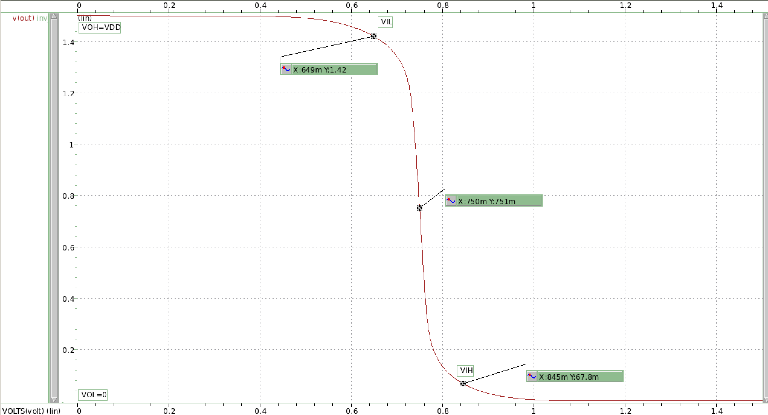 0 0.2 0.4 0.6 0.8 1 1.2 1.4
v(out) inv
(lin)
VOH=VDD
VIL
1.4
X:649m Y:1.42
1.2
1
0.8
X:750m Y:751m
0.6
0.4
0.2
VIH
X:845m Y:67.8m
VOL=0
VOLTS(volt) (lin) 0 0.2 0.4 0.6 0.8 1 1.2 1.4